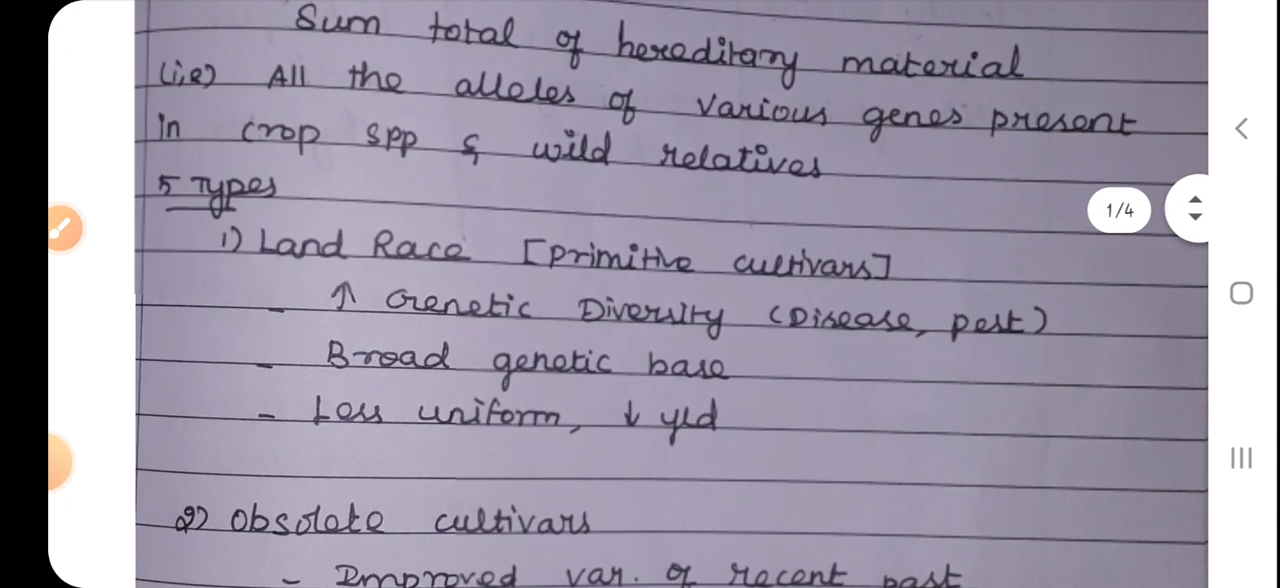 Sum total of hereditary material
(i,e) All the alleles of various genes present
in crop spp & wild relatives
5 Types
1) Land Race [Primitive cultivars]
- ↑ Genetic Diversity (Disease, pest)
- Broad genetic base
- Less uniform, ↓ yld
2) Obsolate cultivars
- Improved var. of recent past
1/4